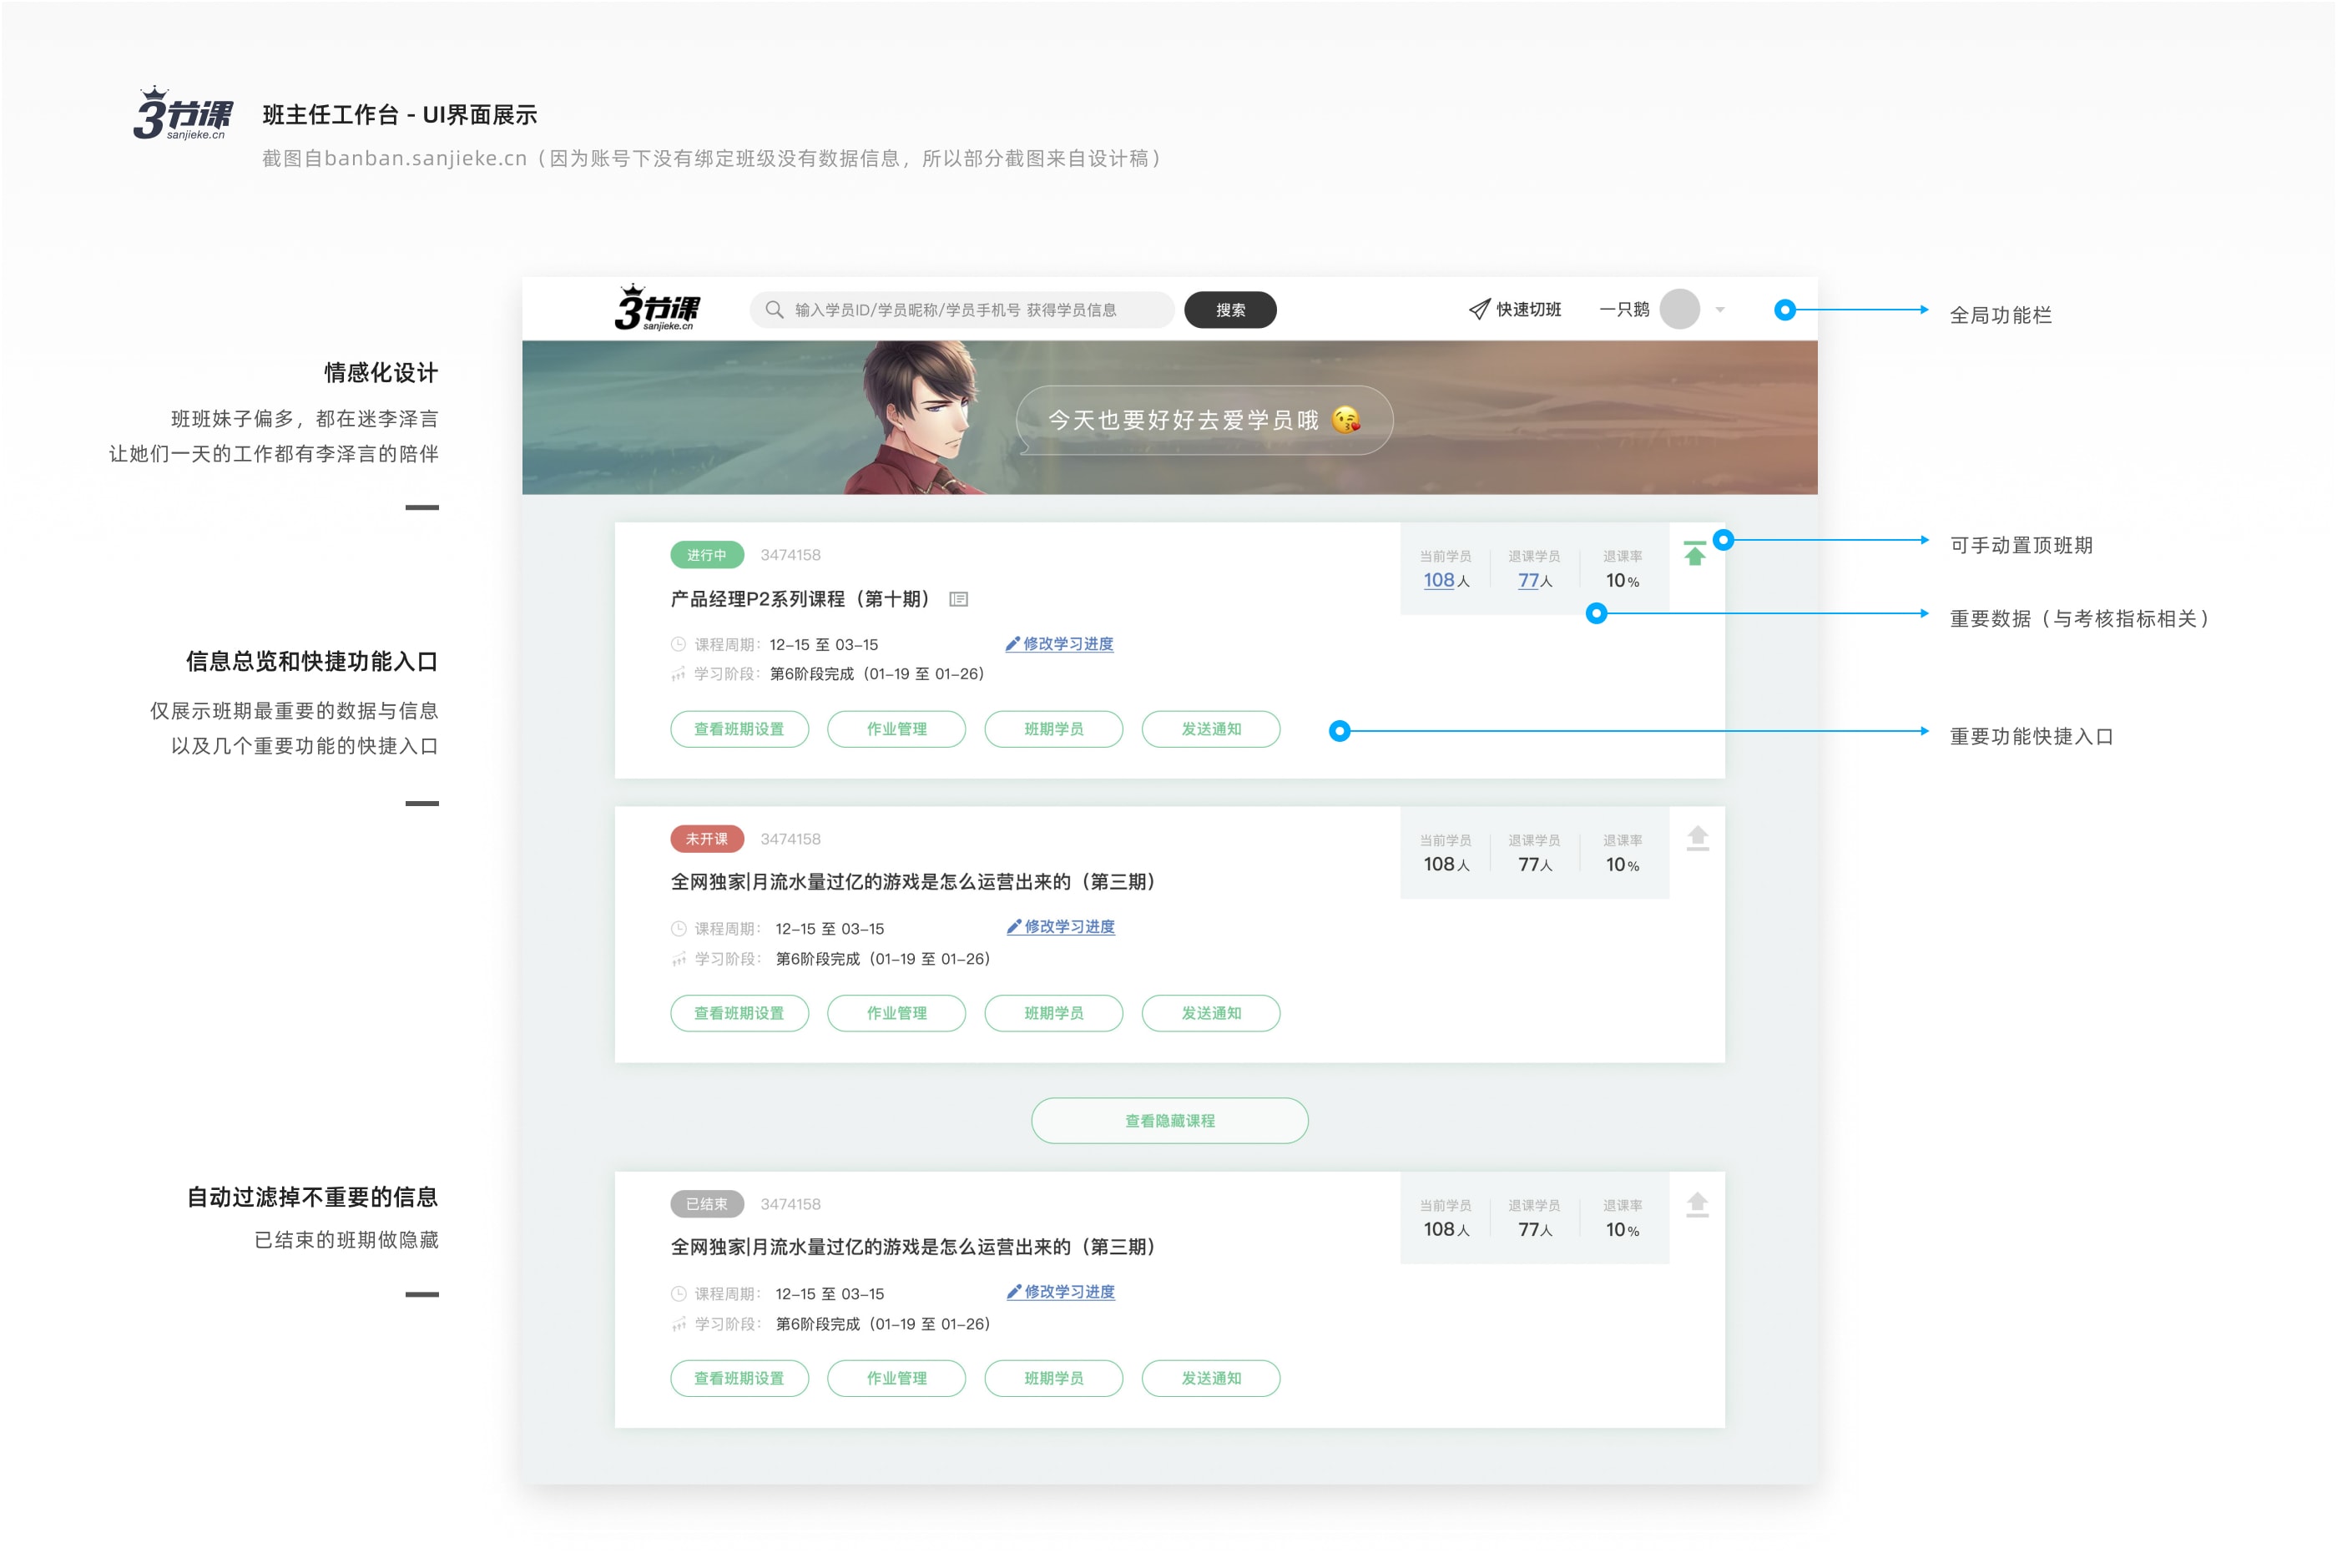 3节课
sanjieke.cn
班主任工作台 - UI界面展示
截图自banban.sanjieke.cn（因为账号下没有绑定班级没有数据信息，所以部分截图来自设计稿）
情感化设计
班班妹子偏多，都在迷李泽言
让她们一天的工作都有李泽言的陪伴
信息总览和快捷功能入口
仅展示班期最重要的数据与信息
以及几个重要功能的快捷入口
自动过滤掉不重要的信息
已结束的班期做隐藏
3节课
sanjieke.cn
输入学员ID/学员昵称/学员手机号 获得学员信息
搜索
快速切班
一只鹅
今天也要好好去爱学员哦 😘
进行中 3474158
产品经理P2系列课程（第十期）
课程周期： 12-15 至 03-15
修改学习进度
学习阶段： 第6阶段完成（01-19 至 01-26）
查看班期设置 作业管理 班期学员 发送通知
当前学员 退课学员 退课率
108人 77人 10%
未开课 3474158
全网独家|月流水量过亿的游戏是怎么运营出来的（第三期）
课程周期： 12-15 至 03-15
修改学习进度
学习阶段： 第6阶段完成（01-19 至 01-26）
查看班期设置 作业管理 班期学员 发送通知
当前学员 退课学员 退课率
108人 77人 10%
查看隐藏课程
已结束 3474158
全网独家|月流水量过亿的游戏是怎么运营出来的（第三期）
课程周期： 12-15 至 03-15
修改学习进度
学习阶段： 第6阶段完成（01-19 至 01-26）
查看班期设置 作业管理 班期学员 发送通知
当前学员 退课学员 退课率
108人 77人 10%
全局功能栏
可手动置顶班期
重要数据（与考核指标相关）
重要功能快捷入口